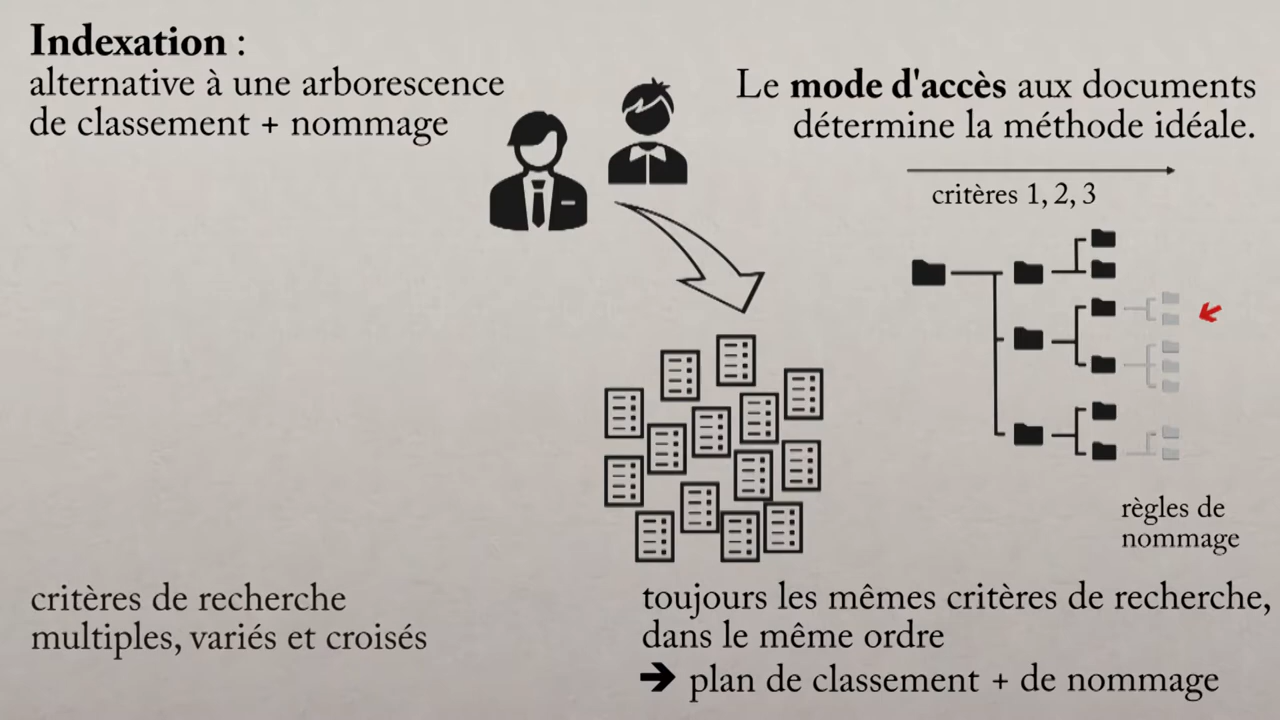 Indexation :
alternative à une arborescence
de classement + nommage
Le mode d'accès aux documents
détermine la méthode idéale.
critères 1, 2, 3
règles de
nommage
critères de recherche
multiples, variés et croisés
toujours les mêmes critères de recherche,
dans le même ordre
➔ plan de classement + de nommage